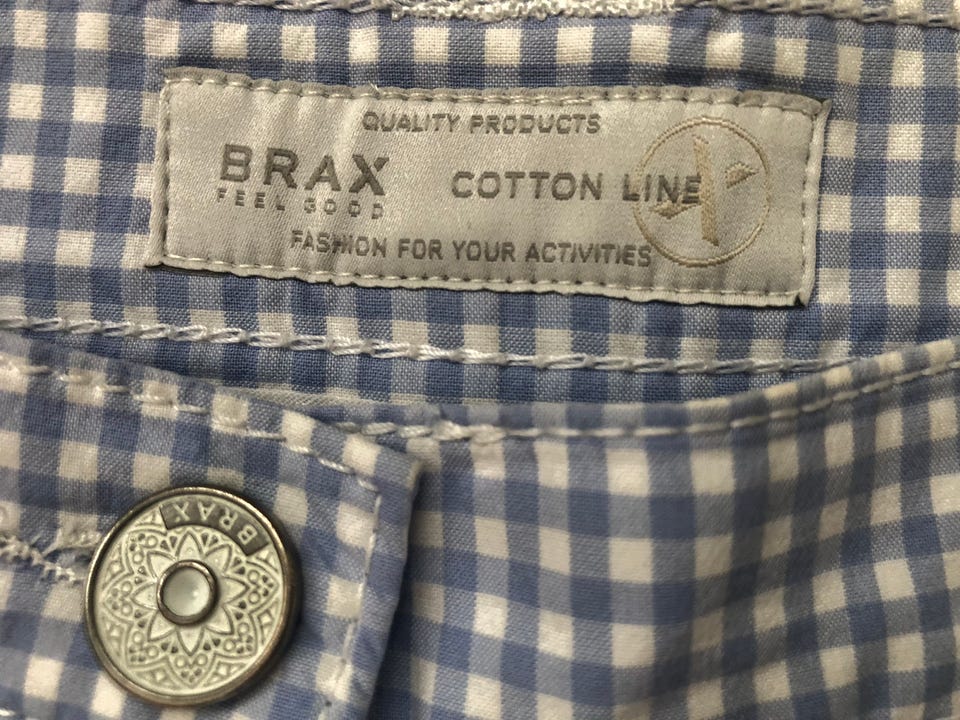 QUALITY PRODUCTS
BRAX COTTON LINE
FEEL GOOD
FASHION FOR YOUR ACTIVITIES
BRAX